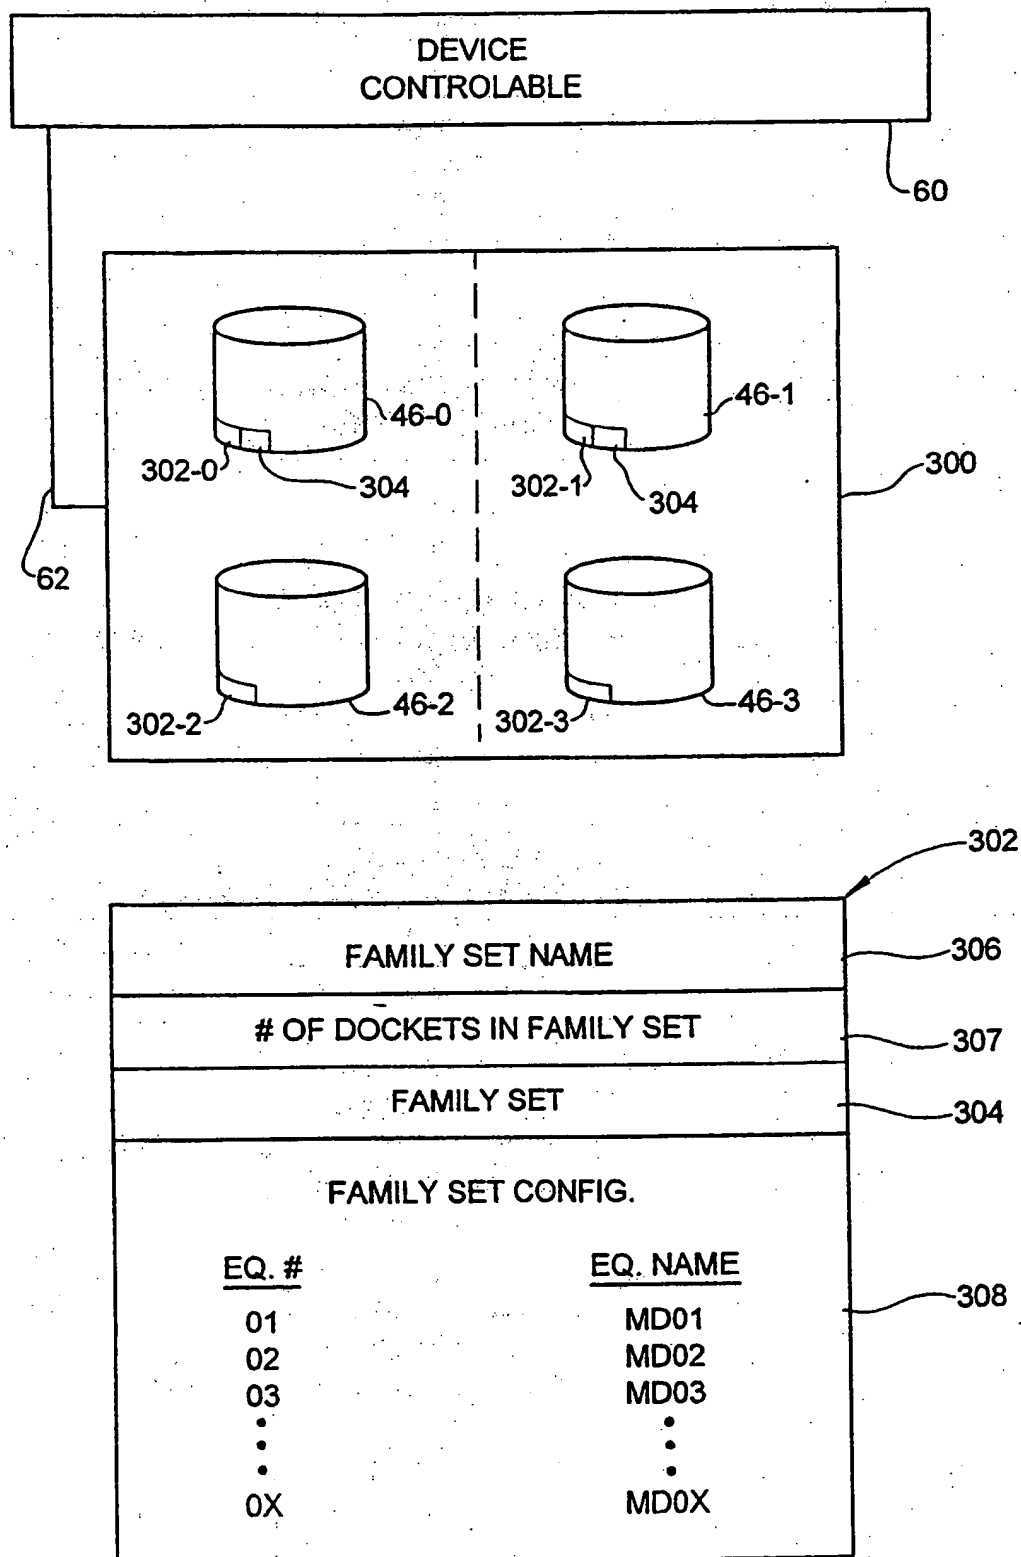 DEVICE
CONTROLABLE
60
46-0
46-1
302-0
304
302-1
304
300
62
302-2
46-2
302-3
46-3
302
FAMILY SET NAME
306
# OF DOCKETS IN FAMILY SET
307
FAMILY SET
304
FAMILY SET CONFIG.
EQ. # EQ. NAME
308
01 MD01
02 MD02
03 MD03
0X MD0X